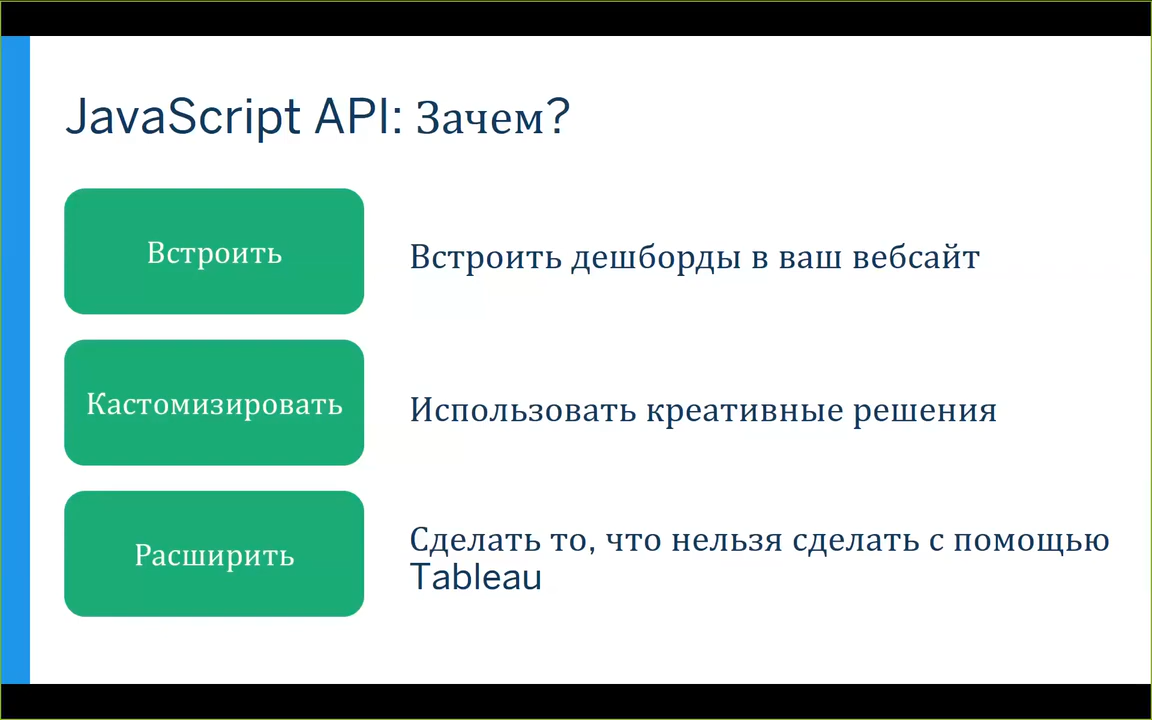 JavaScript API: Зачем?
Встроить
Встроить дешборды в ваш вебсайт
Кастомизировать
Использовать креативные решения
Расширить
Сделать то, что нельзя сделать с помощью
Tableau